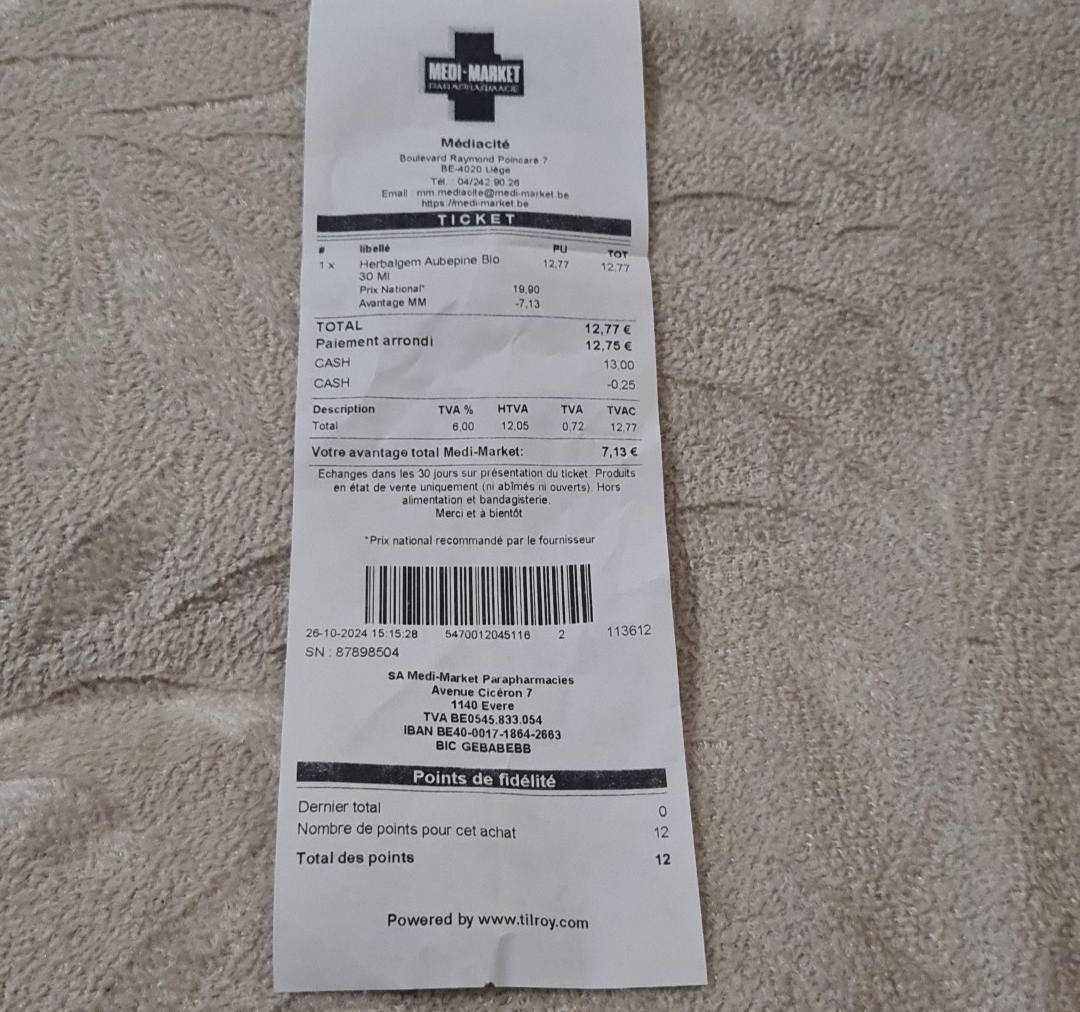 MEDI-MARKET
PARAPHARMACIE
Médiacité
Boulevard Raymond Poincaré 7
BE-4020 Liège
Tél. : 04/242 90 26
Email : mm.mediacite@medi-market.be
https://medi-market.be
TICKET
# libellé PU TOT
1 x Herbalgem Aubepine Bio 12,77 12,77
30 Ml
Prix National* 19,90
Avantage MM -7,13
TOTAL 12,77 €
Paiement arrondi 12,75 €
CASH 13,00
CASH -0,25
Description TVA % HTVA TVA TVAC
Total 6,00 12,05 0,72 12,77
Votre avantage total Medi-Market: 7,13 €
Echanges dans les 30 jours sur présentation du ticket. Produits
en état de vente uniquement (ni abîmés ni ouverts). Hors
alimentation et bandagisterie.
Merci et à bientôt
*Prix national recommandé par le fournisseur
26-10-2024 15:15:28 5470012045116 2 113612
SN : 87898504
SA Medi-Market Parapharmacies
Avenue Cicéron 7
1140 Evere
TVA BE0545.833.054
IBAN BE40-0017-1864-2663
BIC GEBABEBB
Points de fidélité
Dernier total 0
Nombre de points pour cet achat 12
Total des points 12
Powered by www.tilroy.com